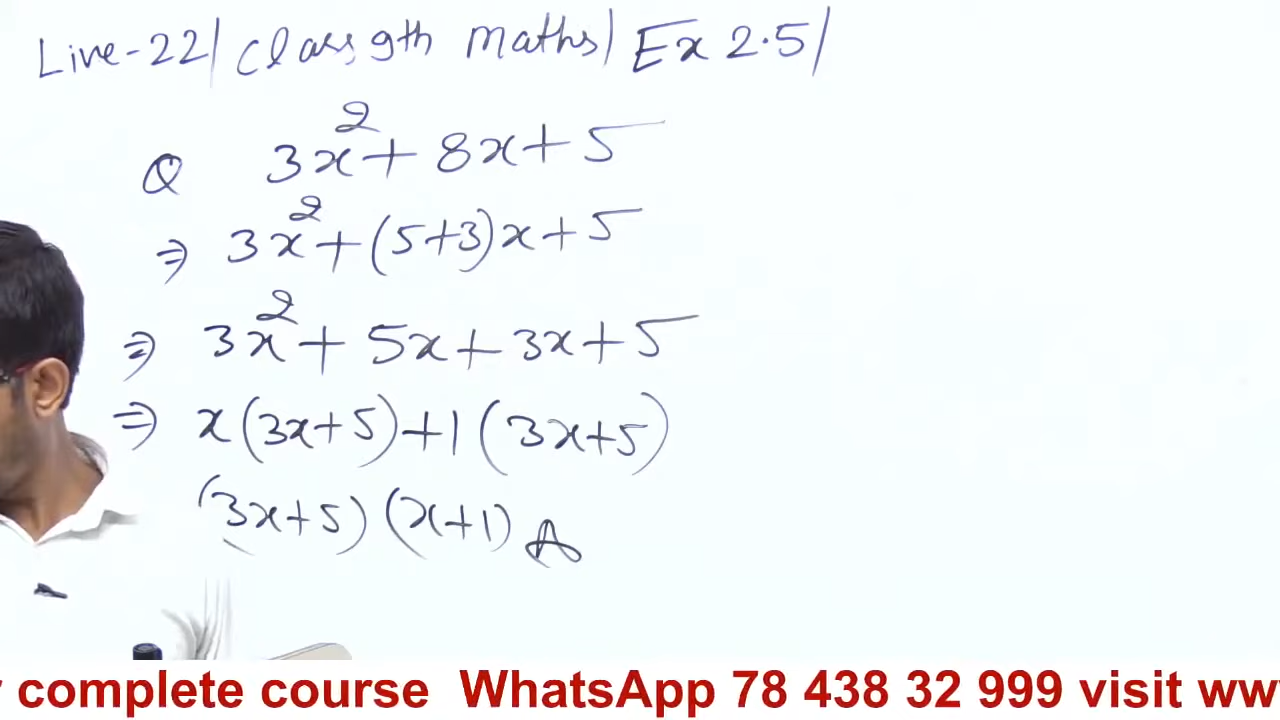 Live-22/ Class 9th maths/ Ex 2.5/
Q 3x² + 8x + 5
⇒ 3x² + (5+3)x + 5
⇒ 3x² + 5x + 3x + 5
⇒ x(3x+5) + 1(3x+5)
(3x+5) (x+1) A
complete course WhatsApp 78 438 32 999 visit ww